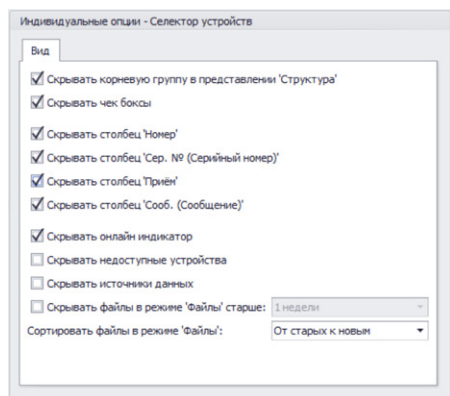 Индивидуальные опции - Селектор устройств
Вид
Скрывать корневую группу в представлении 'Структура'
Скрывать чек боксы
Скрывать столбец 'Номер'
Скрывать столбец 'Сер. № (Серийный номер)'
Скрывать столбец 'Приём'
Скрывать столбец 'Сооб. (Сообщение)'
Скрывать онлайн индикатор
Скрывать недоступные устройства
Скрывать источники данных
Скрывать файлы в режиме 'Файлы' старше: 1 недели
Сортировать файлы в режиме 'Файлы': От старых к новым